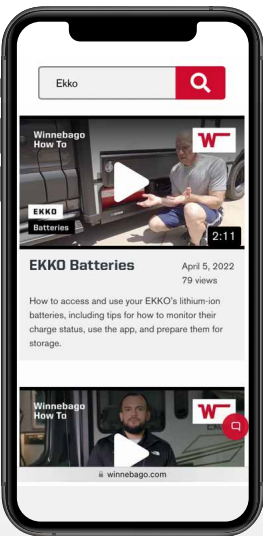 Ekko
Winnebago
How To
W
EKKO
Batteries
2:11
EKKO Batteries
April 5, 2022
79 views
How to access and use your EKKO's lithium-ion
batteries, including tips for how to monitor their
charge status, use the app, and prepare them for
storage.
Winnebago
How To
W
winnebago.com